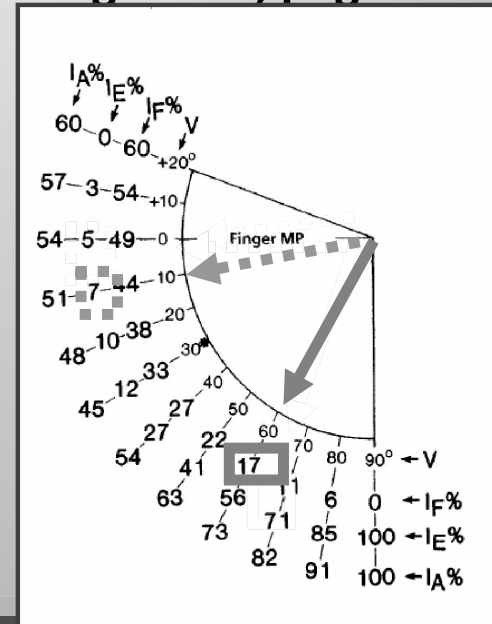 IA% IE% IF% V
60-0-60-+20°
57-3-54-+10
54-5-49-0 Finger MP
51-7-44-10
48-10-38-20
45-12-33-30*
54-27-27-40
63-41-22-50
73-56-17-60
82-71-11-70
91-85-6-80
90° ← V
0 ← IF%
100 ← IE%
100 ← IA%